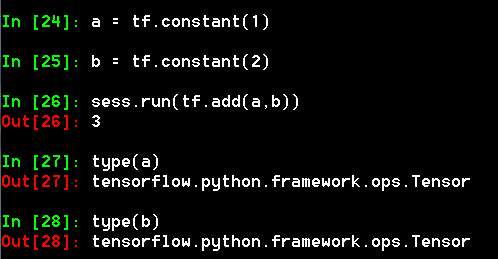 In [24]: a = tf.constant(1)
In [25]: b = tf.constant(2)
In [26]: sess.run(tf.add(a,b))
Out[26]: 3
In [27]: type(a)
Out[27]: tensorflow.python.framework.ops.Tensor
In [28]: type(b)
Out[28]: tensorflow.python.framework.ops.Tensor